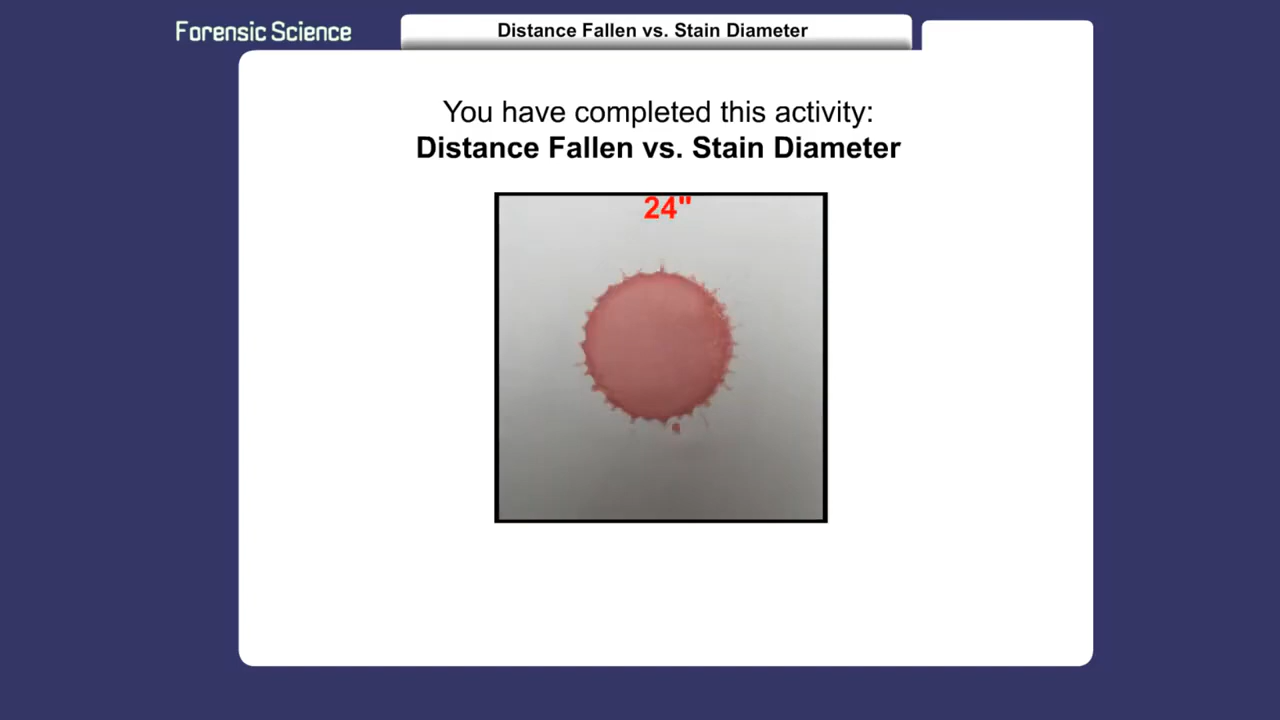 Forensic Science
Distance Fallen vs. Stain Diameter
You have completed this activity:
Distance Fallen vs. Stain Diameter
24"